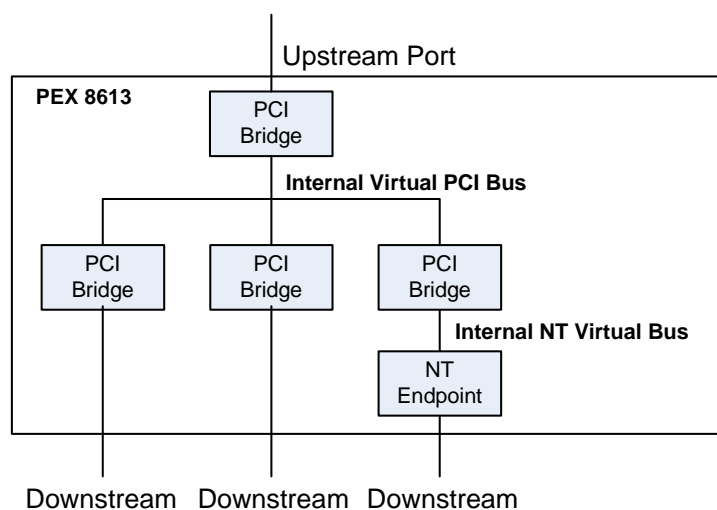 Upstream Port
PEX 8613
PCI
Bridge
Internal Virtual PCI Bus
PCI
Bridge
PCI
Bridge
PCI
Bridge
Internal NT Virtual Bus
NT
Endpoint
Downstream Downstream Downstream